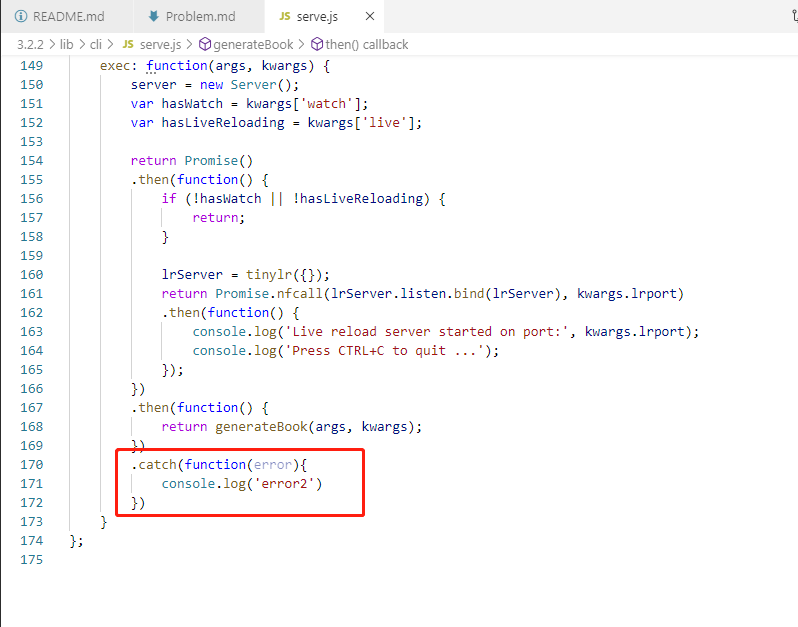 README.md Problem.md JS serve.js
3.2.2 > lib > cli > JS serve.js > generateBook > then() callback
149 exec: function(args, kwargs) {
150 server = new Server();
151 var hasWatch = kwargs['watch'];
152 var hasLiveReloading = kwargs['live'];
153
154 return Promise()
155 .then(function() {
156 if (!hasWatch || !hasLiveReloading) {
157 return;
158 }
159
160 lrServer = tinylr({});
161 return Promise.nfcall(lrServer.listen.bind(lrServer), kwargs.lrport)
162 .then(function() {
163 console.log('Live reload server started on port:', kwargs.lrport);
164 console.log('Press CTRL+C to quit ...');
165 });
166 })
167 .then(function() {
168 return generateBook(args, kwargs);
169 })
170 .catch(function(error){
171 console.log('error2')
172 })
173 }
174 };
175